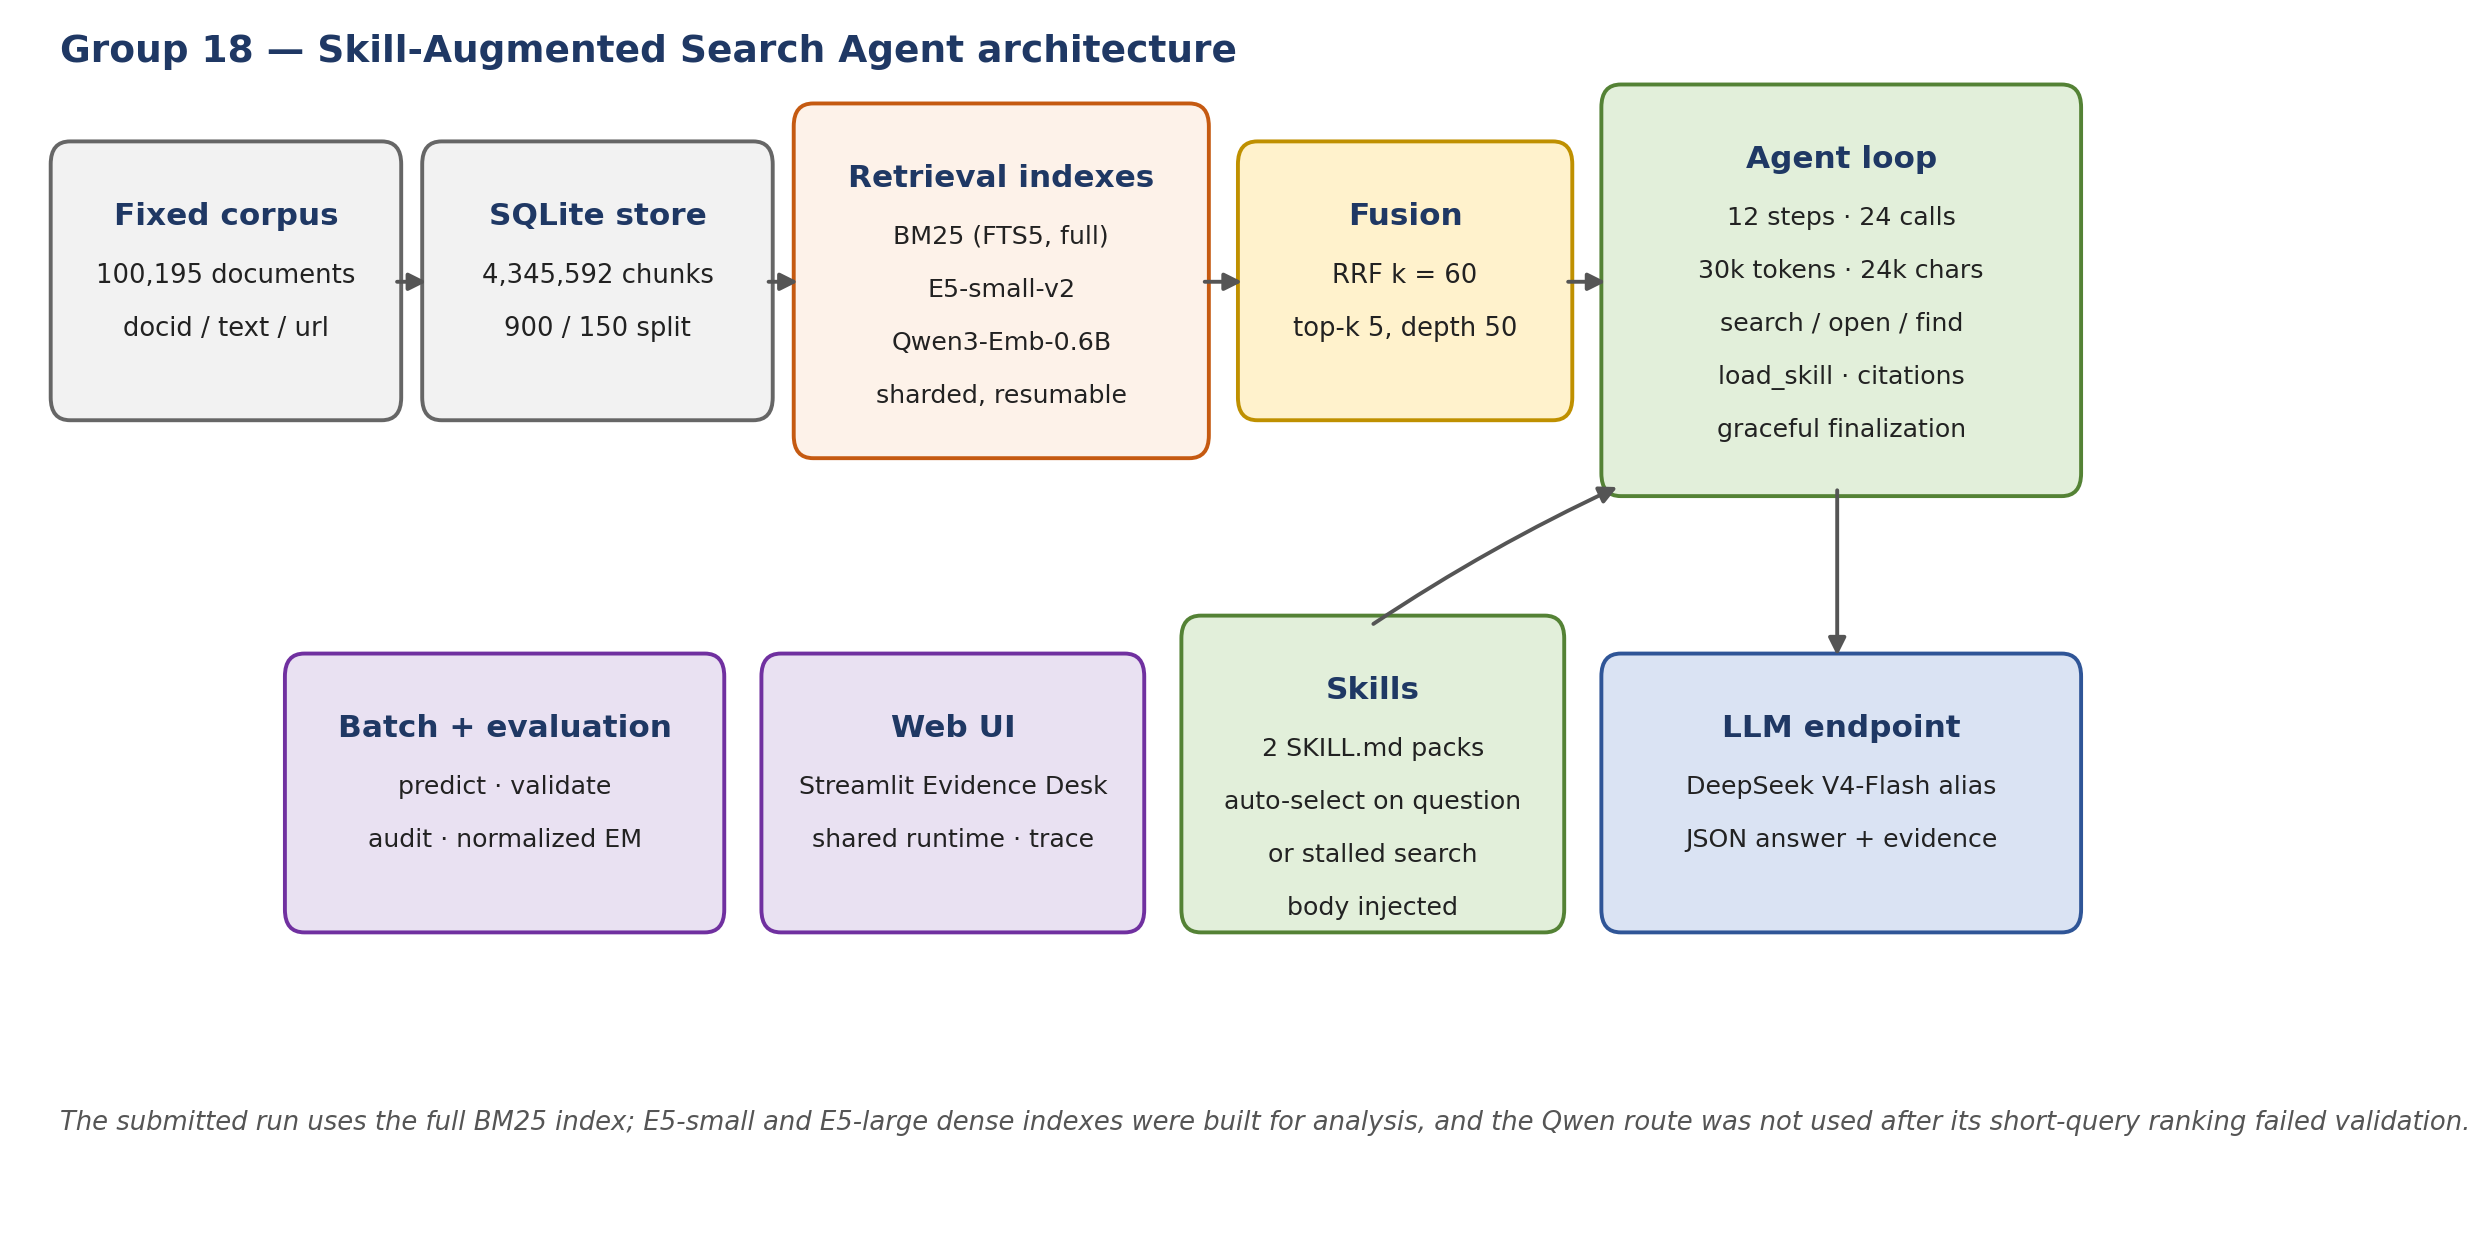 Group 18 — Skill-Augmented Search Agent architecture
Fixed corpus
100,195 documents
docid / text / url
SQLite store
4,345,592 chunks
900 / 150 split
Retrieval indexes
BM25 (FTS5, full)
E5-small-v2
Qwen3-Emb-0.6B
sharded, resumable
Fusion
RRF k = 60
top-k 5, depth 50
Agent loop
12 steps · 24 calls
30k tokens · 24k chars
search / open / find
load_skill · citations
graceful finalization
Batch + evaluation
predict · validate
audit · normalized EM
Web UI
Streamlit Evidence Desk
shared runtime · trace
Skills
2 SKILL.md packs
auto-select on question
or stalled search
body injected
LLM endpoint
DeepSeek V4-Flash alias
JSON answer + evidence
The submitted run uses the full BM25 index; E5-small and E5-large dense indexes were built for analysis, and the Qwen route was not used after its short-query ranking failed validation.